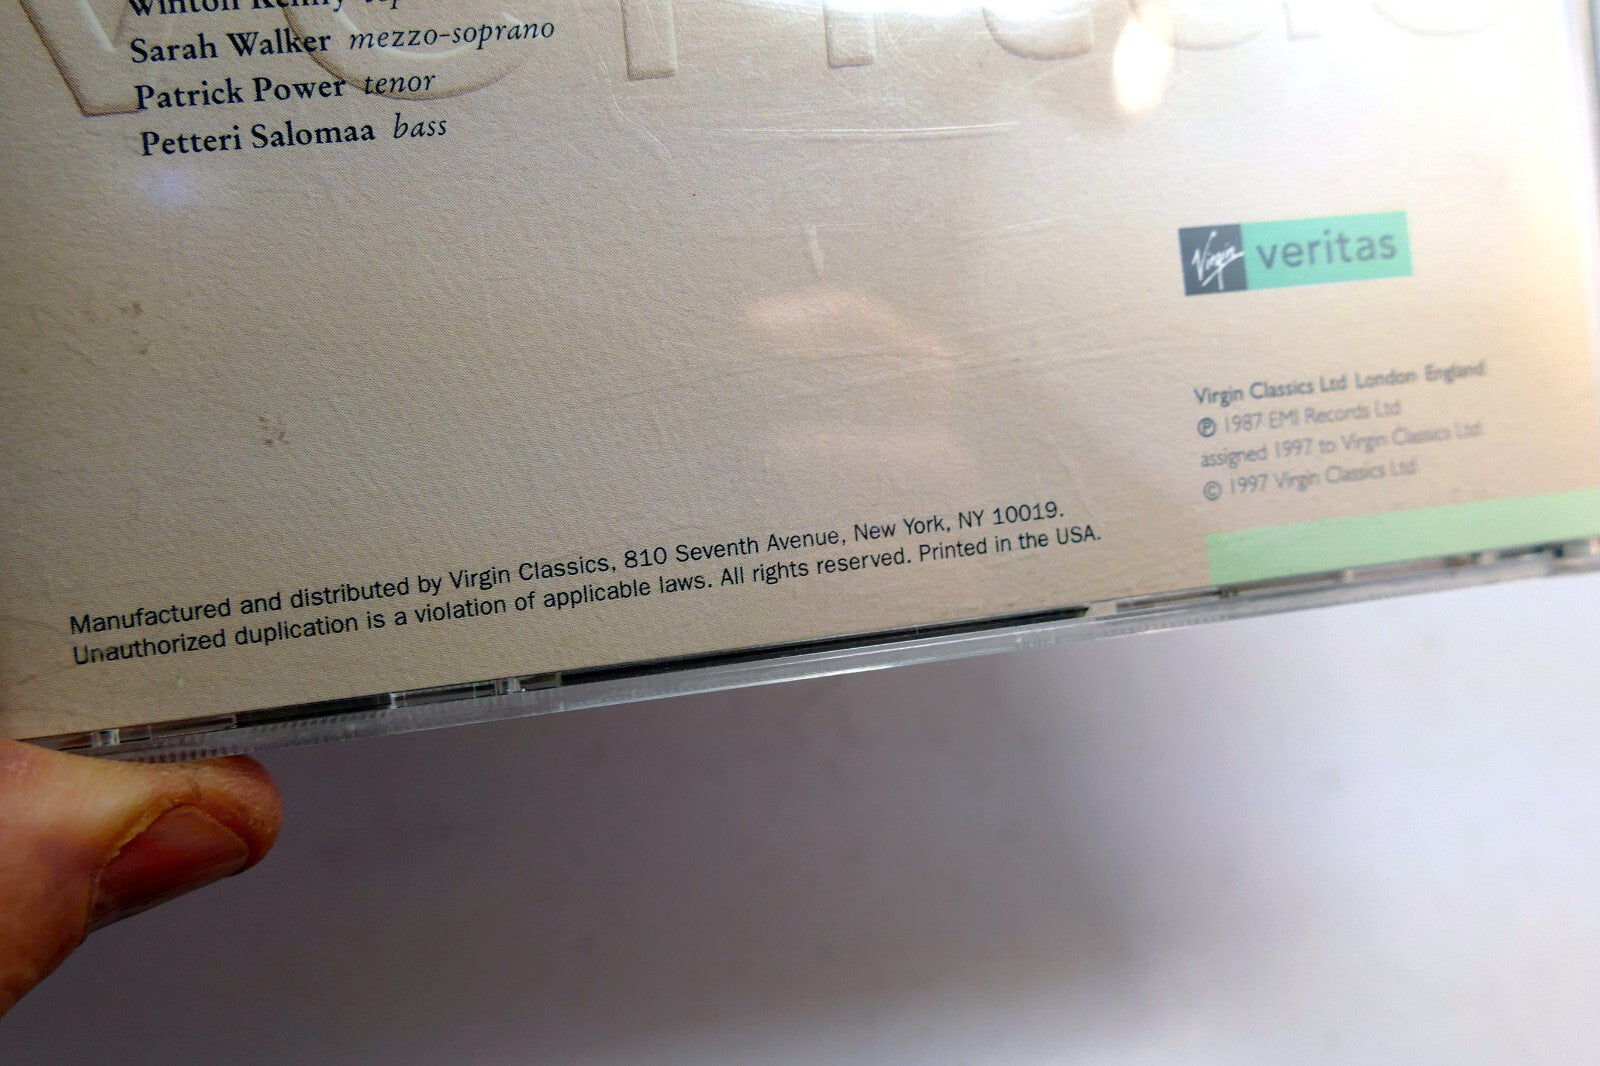 Sarah Walker mezzo-soprano
Patrick Power tenor
Petteri Salomaa bass
Virgin veritas
Virgin Classics Ltd London England
℗ 1987 EMI Records Ltd
assigned 1997 to Virgin Classics Ltd
© 1997 Virgin Classics Ltd
Manufactured and distributed by Virgin Classics, 810 Seventh Avenue, New York, NY 10019.
Unauthorized duplication is a violation of applicable laws. All rights reserved. Printed in the USA.